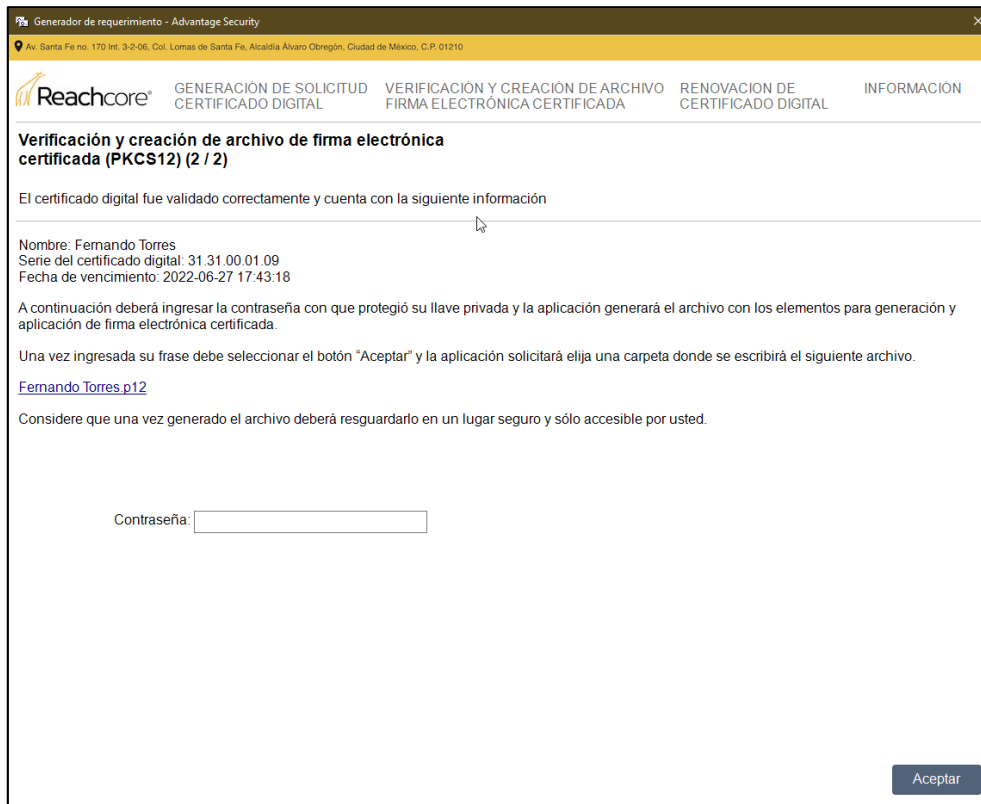 Generador de requerimiento - Advantage Security
Av. Santa Fe no. 170 Int. 3-2-06, Col. Lomas de Santa Fe, Alcaldía Álvaro Obregón, Ciudad de México, C.P. 01210
Reachcore®
GENERACIÓN DE SOLICITUD
CERTIFICADO DIGITAL
VERIFICACIÓN Y CREACIÓN DE ARCHIVO
FIRMA ELECTRÓNICA CERTIFICADA
RENOVACION DE
CERTIFICADO DIGITAL
INFORMACIÓN
Verificación y creación de archivo de firma electrónica
certificada (PKCS12) (2 / 2)
El certificado digital fue validado correctamente y cuenta con la siguiente información
Nombre: Fernando Torres
Serie del certificado digital: 31.31.00.01.09
Fecha de vencimiento: 2022-06-27 17:43:18
A continuación deberá ingresar la contraseña con que protegió su llave privada y la aplicación generará el archivo con los elementos para generación y
aplicación de firma electrónica certificada.
Una vez ingresada su frase debe seleccionar el botón “Aceptar” y la aplicación solicitará elija una carpeta donde se escribirá el siguiente archivo.
Fernando Torres.p12
Considere que una vez generado el archivo deberá resguardarlo en un lugar seguro y sólo accesible por usted.
Contraseña:
Aceptar